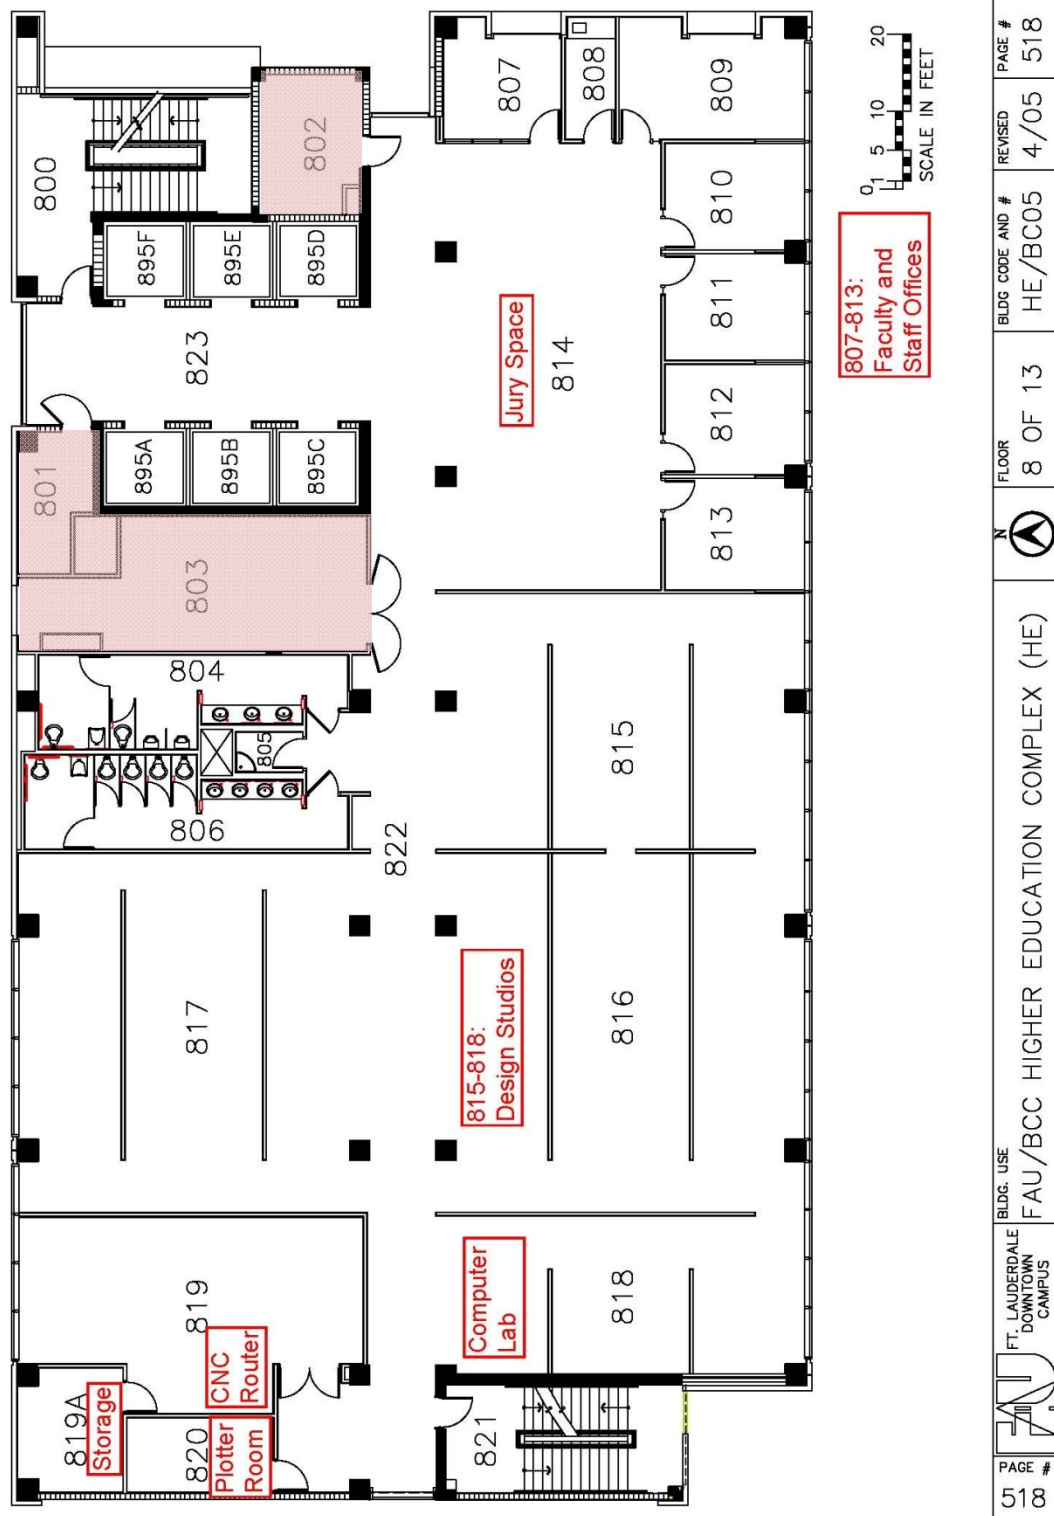 800
895F
895E
895D
802
807
808
809
810
811
812
813
814
Jury Space
823
801
895A
895B
895C
803
804
805
806
822
815
816
817
815-818:
Design Studios
819
CNC
Router
819A
Storage
820
Plotter
Room
Computer
Lab
818
821
0
1
5
10
20
SCALE IN FEET
807-813:
Faculty and
Staff Offices
PAGE #
518
FAU
FT. LAUDERDALE
DOWNTOWN
CAMPUS
BLDG. USE
FAU/BCC HIGHER EDUCATION COMPLEX (HE)
N
FLOOR
8 OF 13
BLDG CODE AND #
HE/BC05
REVISED
4/05
PAGE #
518